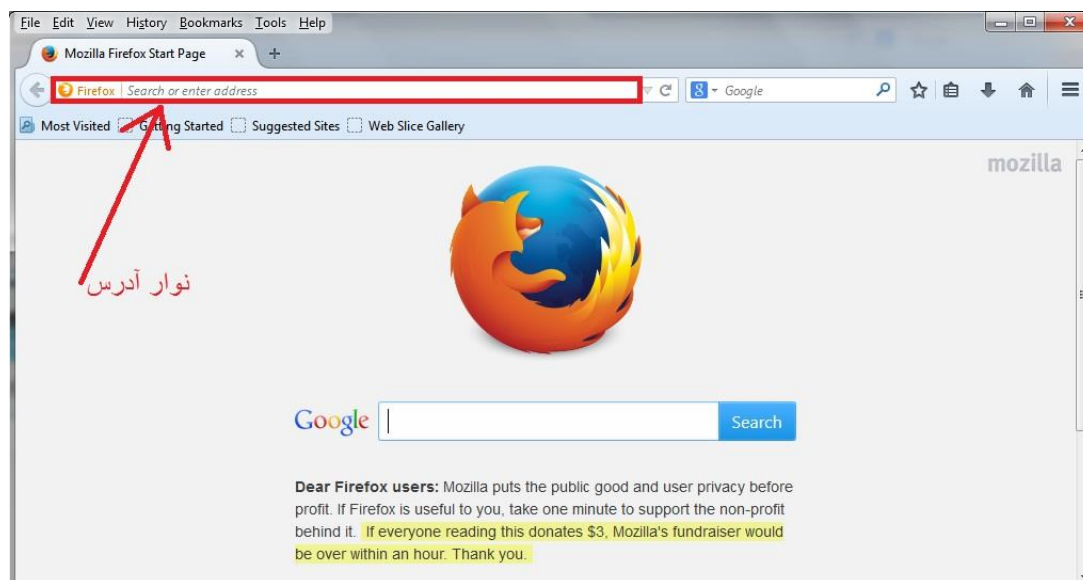 File Edit View History Bookmarks Tools Help
Mozilla Firefox Start Page
Firefox Search or enter address
Google
Most Visited Getting Started Suggested Sites Web Slice Gallery
mozilla
نوار آدرس
Google Search
Dear Firefox users: Mozilla puts the public good and user privacy before
profit. If Firefox is useful to you, take one minute to support the non-profit
behind it. If everyone reading this donates $3, Mozilla's fundraiser would
be over within an hour. Thank you.